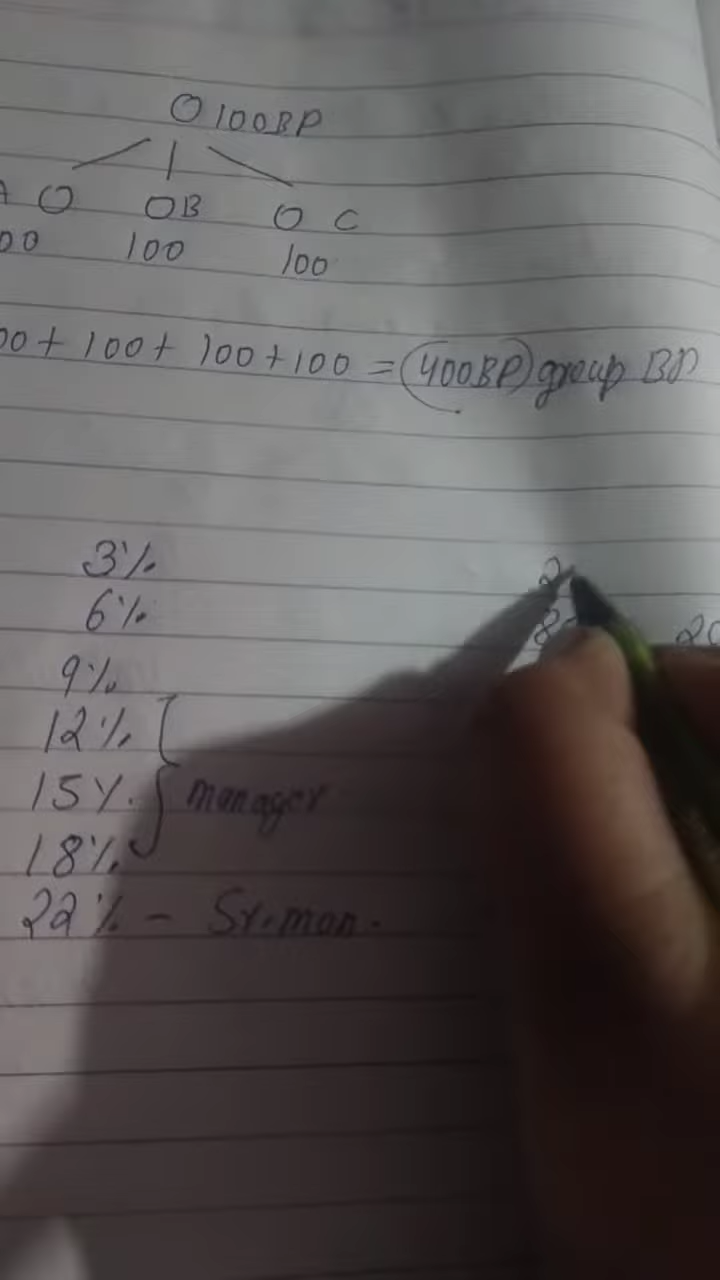 100BP
A B C
00 100 100
00 + 100 + 100 + 100 = 400BP group BP
3%
6%
9%
12%
15% manager
18%
22% - Sr. man.